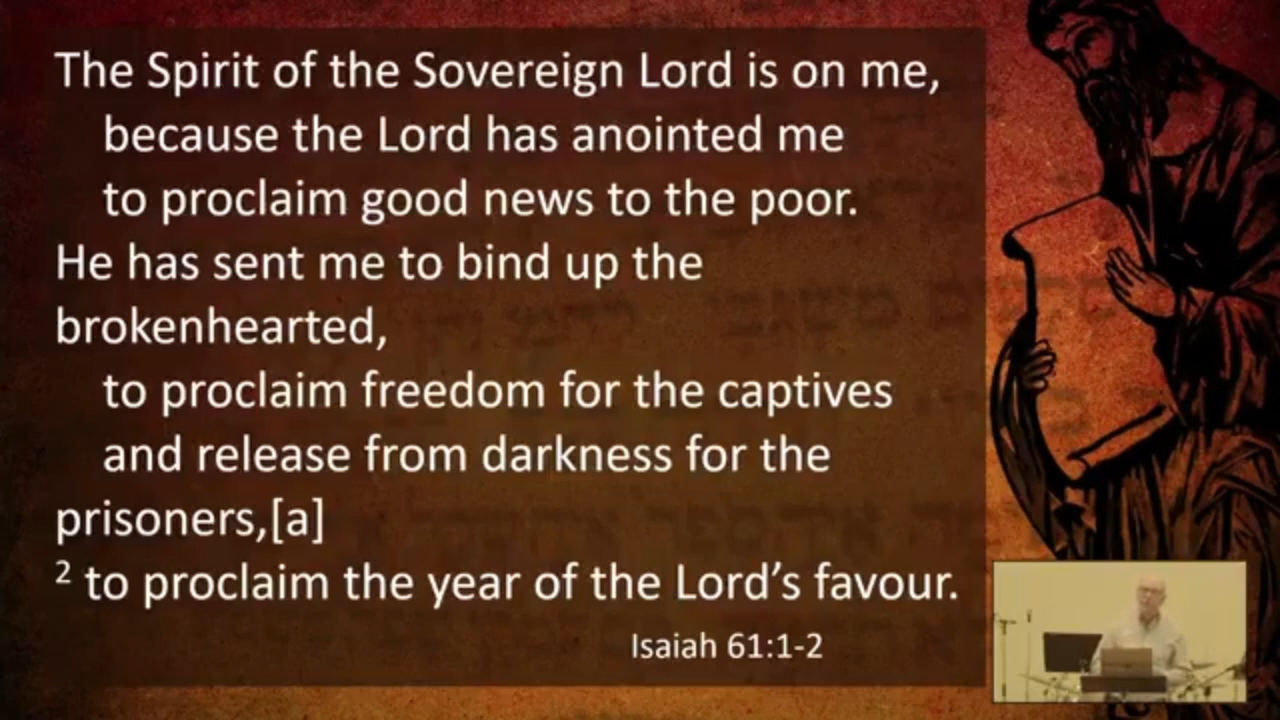 The Spirit of the Sovereign Lord is on me,
because the Lord has anointed me
to proclaim good news to the poor.
He has sent me to bind up the
brokenhearted,
to proclaim freedom for the captives
and release from darkness for the
prisoners,[a]
2 to proclaim the year of the Lord’s favour.
Isaiah 61:1-2